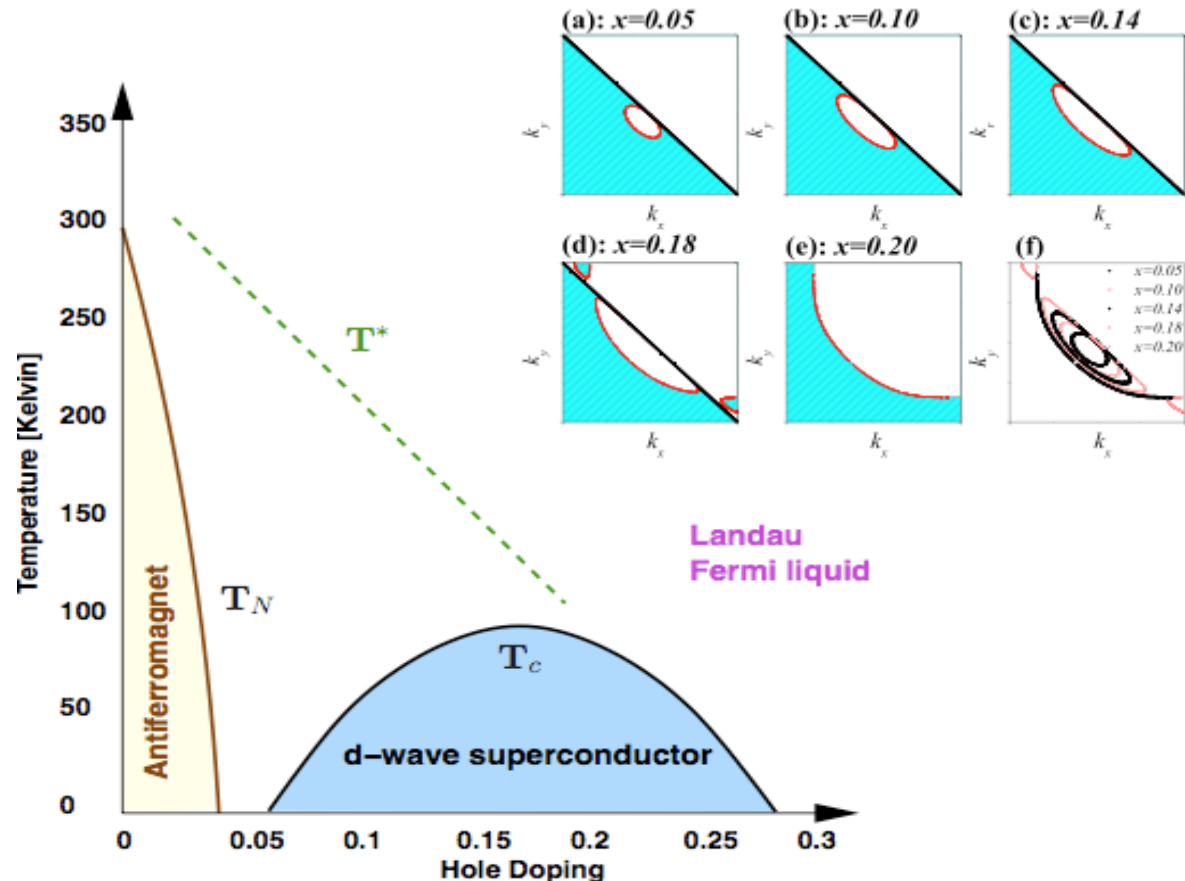 (a): x=0.05
(b): x=0.10
(c): x=0.14
k_y
k_y
k_r
k_x
k_x
k_x
(d): x=0.18
(e): x=0.20
(f)
x=0.05
x=0.10
x=0.14
x=0.18
x=0.20
k_y
k_y
k_y
k_x
k_x
k_x
350
300
250
200
150
100
50
0
Temperature [Kelvin]
T*
Landau
Fermi liquid
Antiferromagnet
T_N
T_c
d-wave superconductor
0
0.05
0.1
0.15
0.2
0.25
0.3
Hole Doping